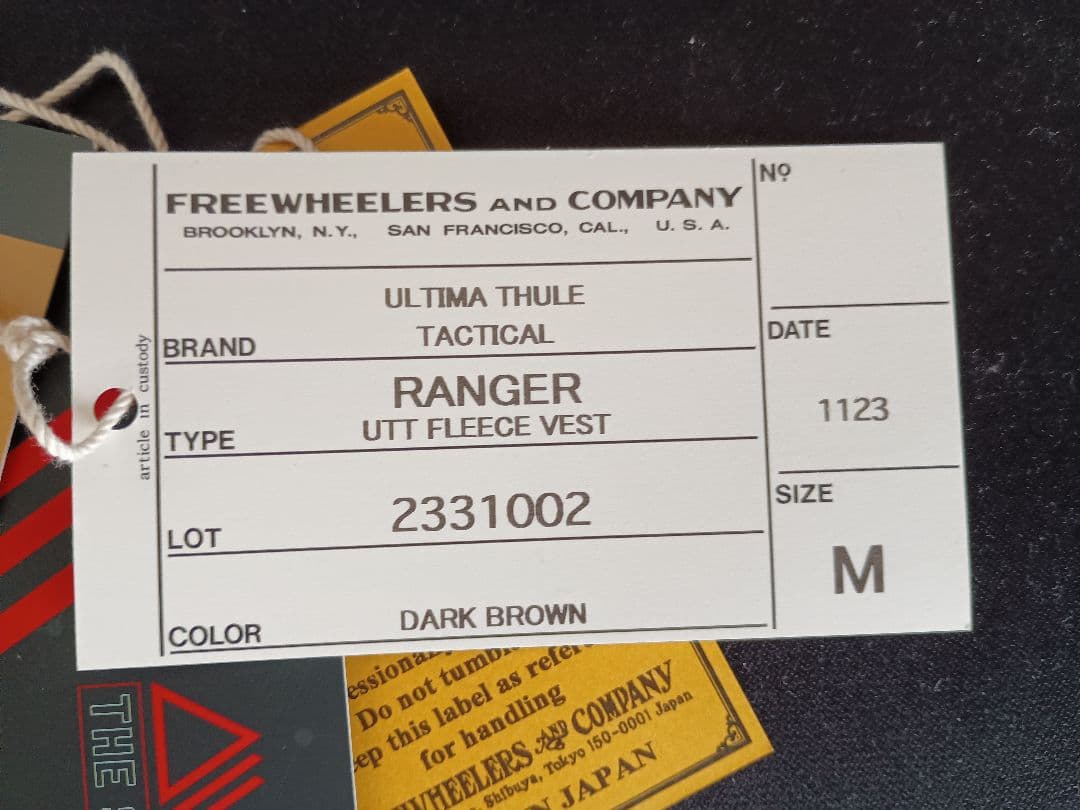 FREEWHEELERS AND COMPANY
BROOKLYN, N.Y., SAN FRANCISCO, CAL., U. S. A.
Nº
BRAND
ULTIMA THULE
TACTICAL
DATE
1123
TYPE
RANGER
UTT FLEECE VEST
LOT
2331002
SIZE
M
COLOR
DARK BROWN
article in custody
Do not tumble
this label as
for handling
AND COMPANY
Shibuya, Tokyo 150-0001 Japan
JAPAN
THE